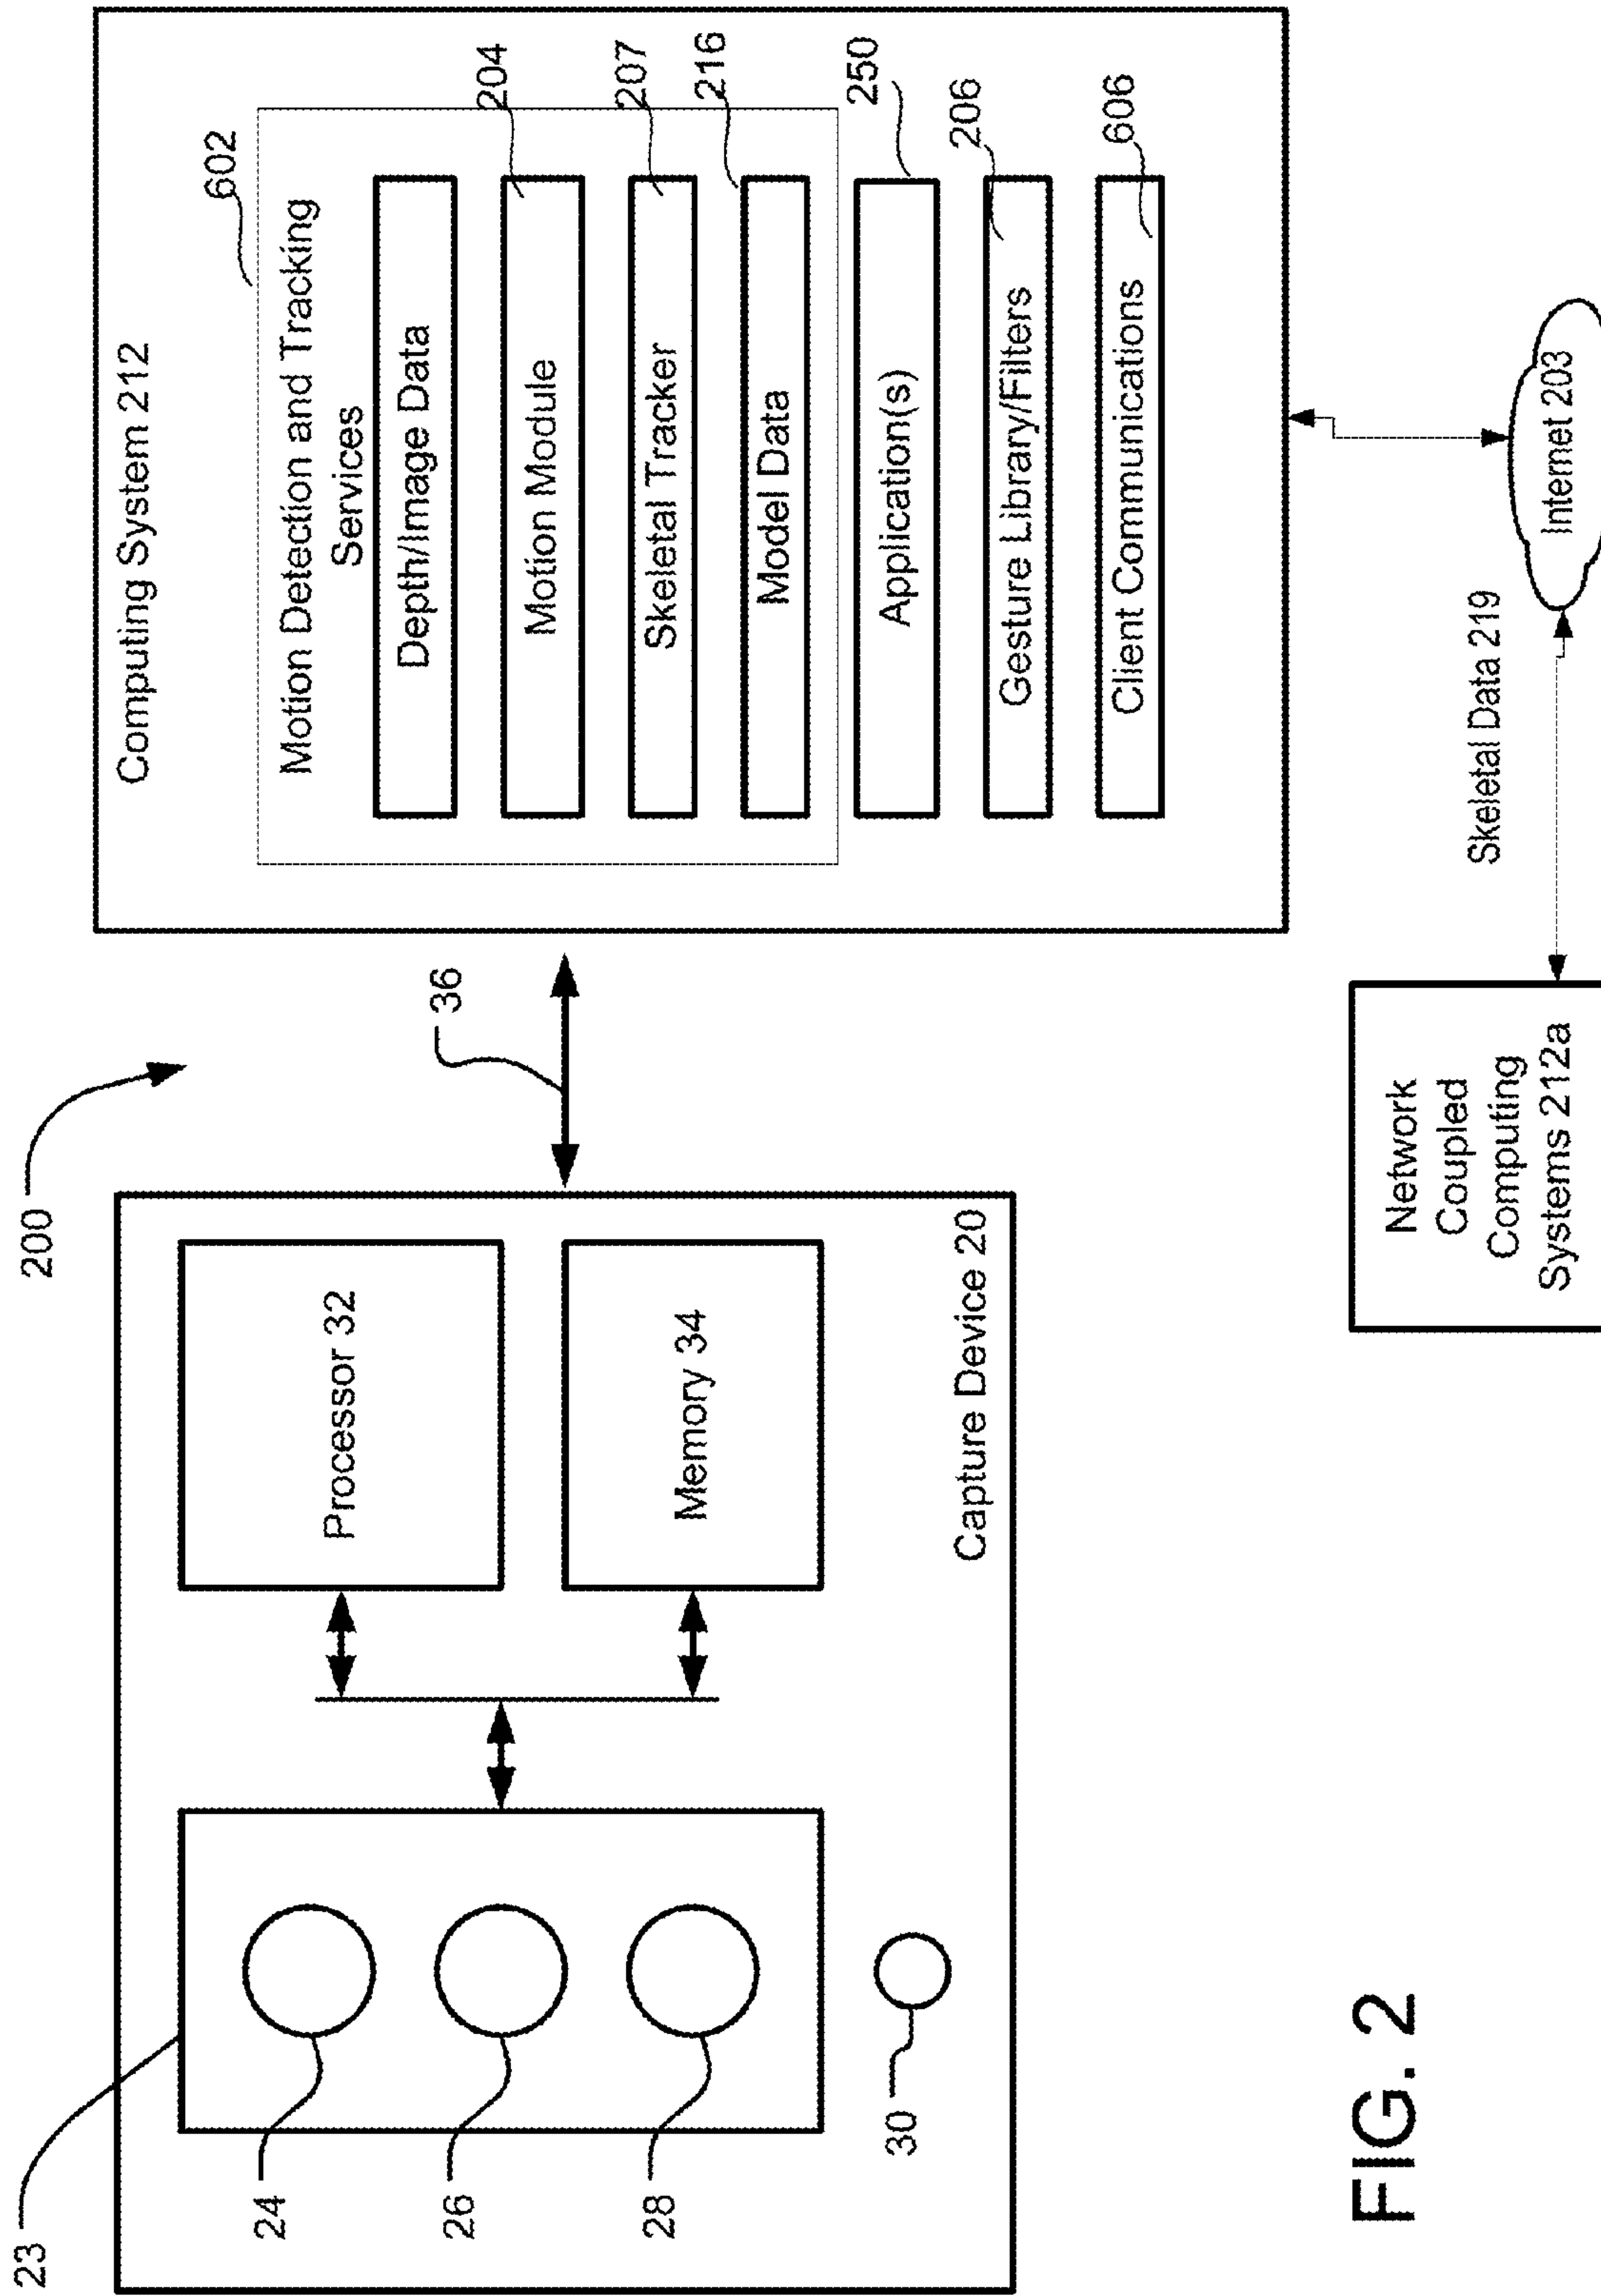 200
23
24
26
28
30
Processor 32
Memory 34
Capture Device 20
36
Computing System 212
602
Motion Detection and Tracking
Services
Depth/Image Data
Motion Module
204
Skeletal Tracker
207
Model Data
216
Application(s)
250
Gesture Library/Filters
206
Client Communications
606
Network
Coupled
Computing
Systems 212a
Skeletal Data 219
Internet 203
FIG. 2